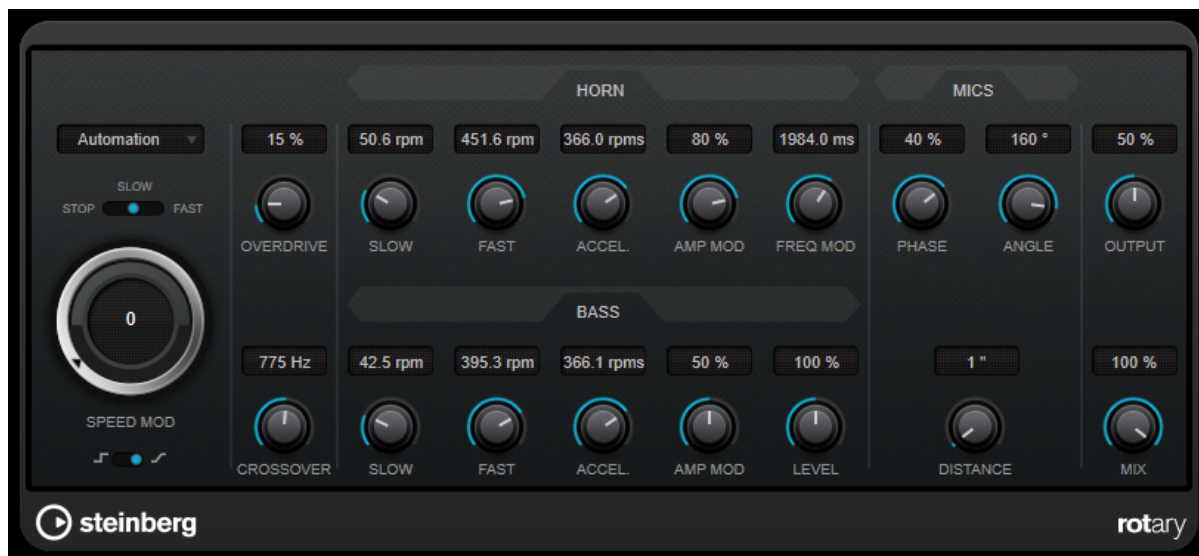 HORN
MICS
Automation
15 %
50.6 rpm
451.6 rpm
366.0 rpms
80 %
1984.0 ms
40 %
160 °
50 %
SLOW
STOP
FAST
OVERDRIVE
SLOW
FAST
ACCEL.
AMP MOD
FREQ MOD
PHASE
ANGLE
OUTPUT
BASS
0
775 Hz
42.5 rpm
395.3 rpm
366.1 rpms
50 %
100 %
1 "
100 %
SPEED MOD
CROSSOVER
SLOW
FAST
ACCEL.
AMP MOD
LEVEL
DISTANCE
MIX
steinberg
rotary